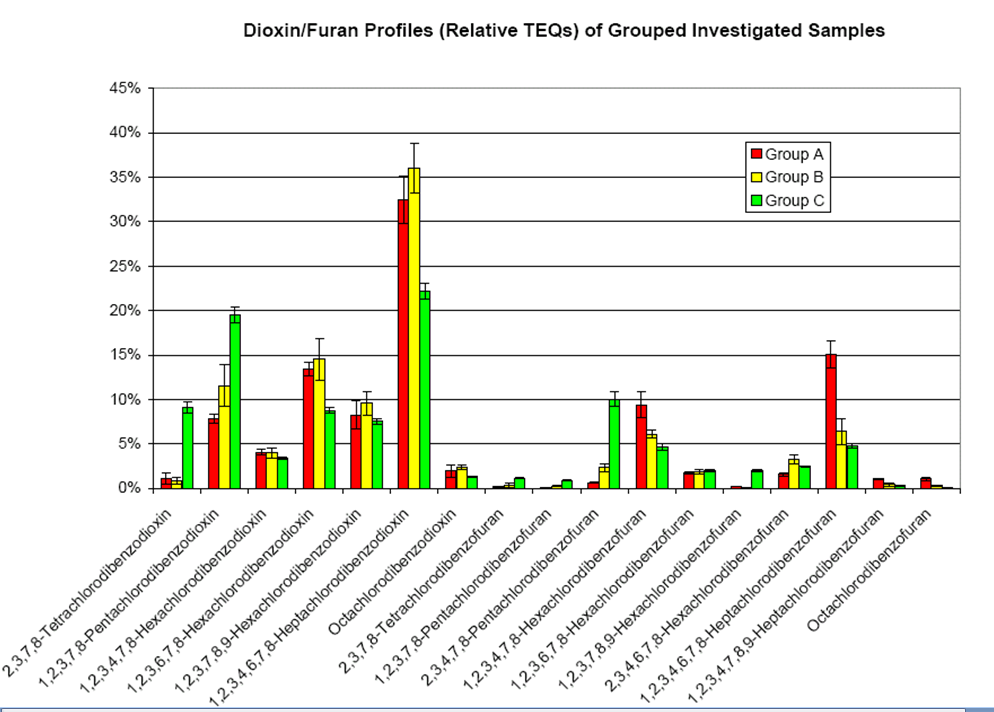 Dioxin/Furan Profiles (Relative TEQs) of Grouped Investigated Samples
45%
40%
35%
30%
25%
20%
15%
10%
5%
0%
Group A
Group B
Group C
2,3,7,8-Tetrachlorodibenzodioxin
1,2,3,7,8-Pentachlorodibenzodioxin
1,2,3,4,7,8-Hexachlorodibenzodioxin
1,2,3,6,7,8-Hexachlorodibenzodioxin
1,2,3,7,8,9-Hexachlorodibenzodioxin
1,2,3,4,6,7,8-Heptachlorodibenzodioxin
Octachlorodibenzodioxin
2,3,7,8-Tetrachlorodibenzofuran
1,2,3,7,8-Pentachlorodibenzofuran
2,3,4,7,8-Pentachlorodibenzofuran
1,2,3,4,7,8-Hexachlorodibenzofuran
1,2,3,6,7,8-Hexachlorodibenzofuran
1,2,3,7,8,9-Hexachlorodibenzofuran
2,3,4,6,7,8-Hexachlorodibenzofuran
1,2,3,4,6,7,8-Heptachlorodibenzofuran
1,2,3,4,7,8,9-Heptachlorodibenzofuran
Octachlorodibenzofuran